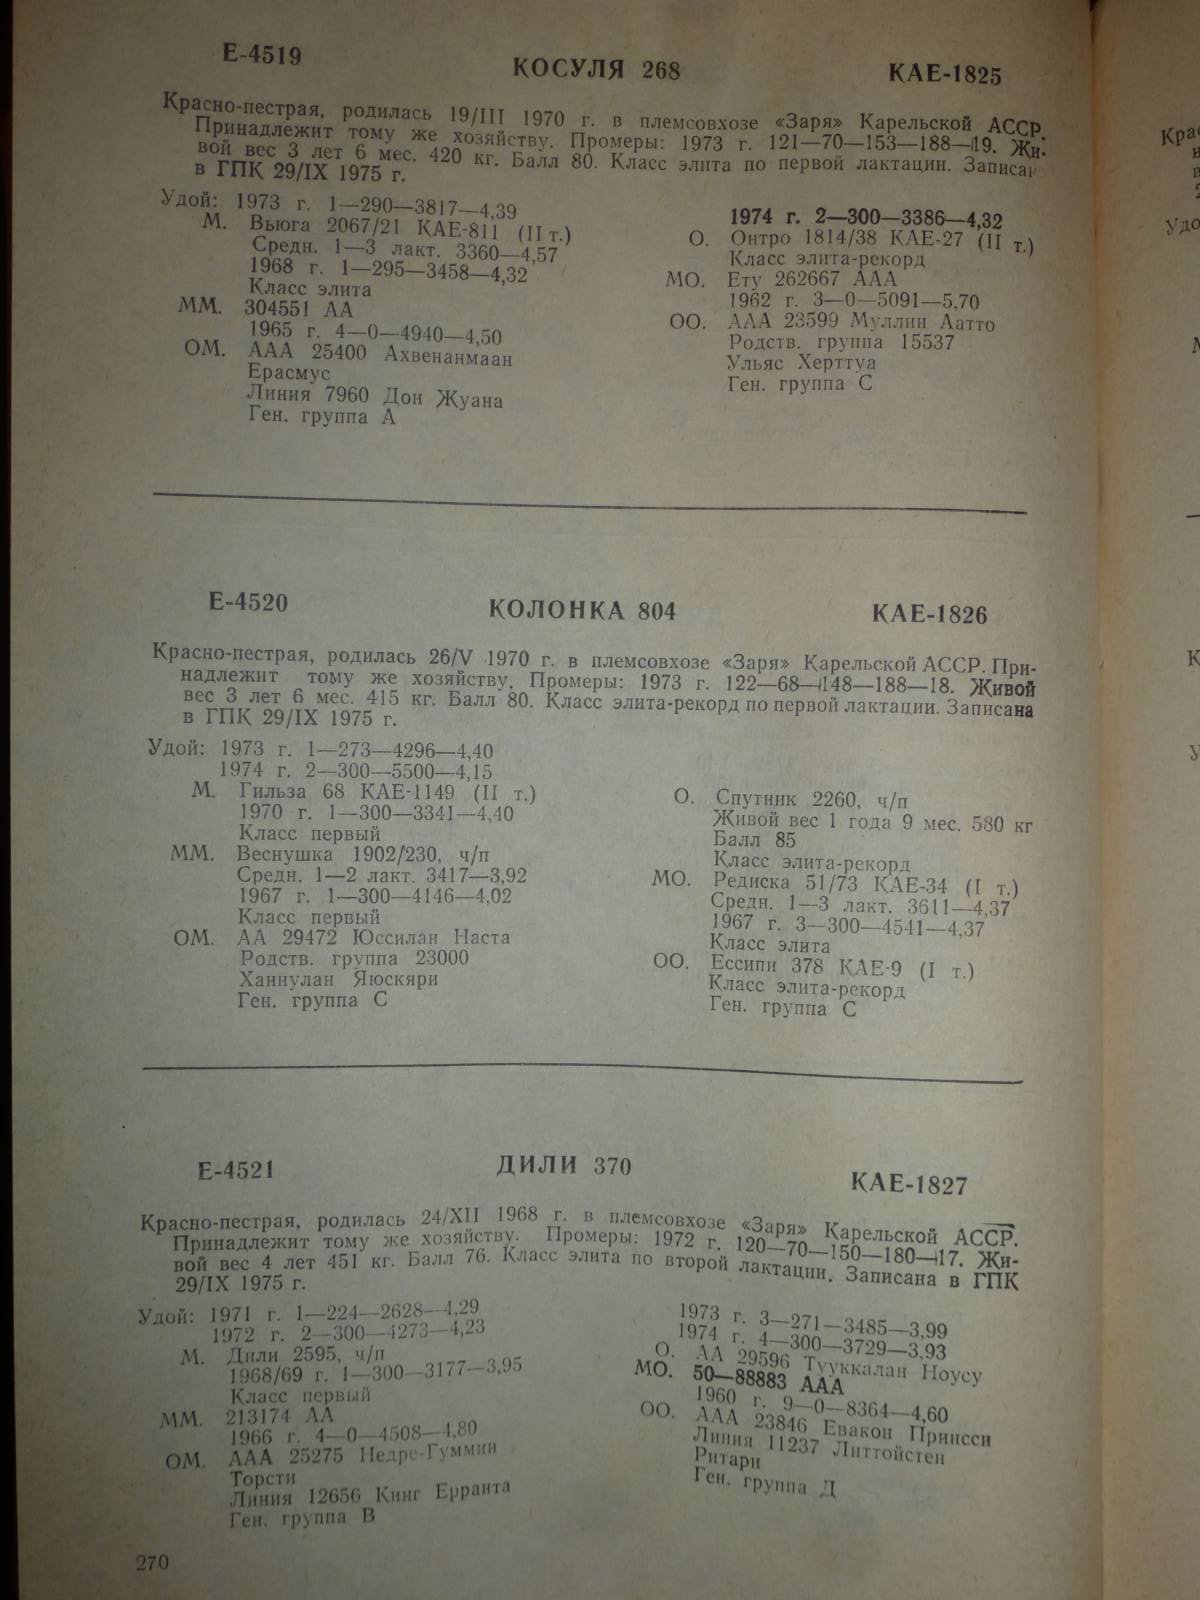 Е-4519 КОСУЛЯ 268 КАЕ-1825
Красно-пестрая, родилась 19/III 1970 г. в племсовхозе «Заря» Карельской АССР.
Принадлежит тому же хозяйству. Промеры: 1973 г. 121—70—153—188—19. Жи-
вой вес 3 лет 6 мес. 420 кг. Балл 80. Класс элита по первой лактации. Записан
в ГПК 29/IX 1975 г.
Удой: 1973 г. 1—290—3817—4,39
М. Вьюга 2067/21 КАЕ-811 (II т.)
Средн. 1—3 лакт. 3360—4,57
1968 г. 1—295—3458—4,32
Класс элита
ММ. 304551 АА
1965 г. 4—0—4940—4,50
ОМ. ААА 25400 Ахвенанмаан
Ерасмус
Линия 7960 Дон Жуана
Ген. группа А
1974 г. 2—300—3386—4,32
О. Онтро 1814/38 КАЕ-27 (II т.)
Класс элита-рекорд
МО. Ету 262667 ААА
1962 г. 3—0—5091—5,70
ОО. ААА 23599 Муллин Аатто
Родств. группа 15537
Ульяс Херттуа
Ген. группа С
Е-4520 КОЛОНКА 804 КАЕ-1826
Красно-пестрая, родилась 26/V 1970 г. в племсовхозе «Заря» Карельской АССР. При-
надлежит тому же хозяйству. Промеры: 1973 г. 122—68—148—188—18. Живой
вес 3 лет 6 мес. 415 кг. Балл 80. Класс элита-рекорд по первой лактации. Записана
в ГПК 29/IX 1975 г.
Удой: 1973 г. 1—273—4296—4,40
1974 г. 2—300—5500—4,15
М. Гильза 68 КАЕ-1149 (II т.)
1970 г. 1—300—3341—4,40
Класс первый
ММ. Веснушка 1902/230, ч/п
Средн. 1—2 лакт. 3417—3,92
1967 г. 1—300—4146—4,02
Класс первый
ОМ. АА 29472 Юссилан Наста
Родств. группа 23000
Ханнулан Яюскяри
Ген. группа С
О. Спутник 2260, ч/п
Живой вес 1 года 9 мес. 580 кг
Балл 85
Класс элита-рекорд
МО. Редиска 51/73 КАЕ-34 (I т.)
Средн. 1—3 лакт. 3611—4,37
1967 г. 3—300—4541—4,37
Класс элита
ОО. Ессипи 378 КАЕ-9 (I т.)
Класс элита-рекорд
Ген. группа С
Е-4521 ДИЛИ 370 КАЕ-1827
Красно-пестрая, родилась 24/XII 1968 г. в племсовхозе «Заря» Карельской АССР.
Принадлежит тому же хозяйству. Промеры: 1972 г. 120—70—150—180—17. Жи-
вой вес 4 лет 451 кг. Балл 76. Класс элита по второй лактации. Записана в ГПК
29/IX 1975 г.
Удой: 1971 г. 1—224—2628—4,29
1972 г. 2—300—4273—4,23
М. Дили 2595, ч/п
1968/69 г. 1—300—3177—3,95
Класс первый
ММ. 213174 АА
1966 г. 4—0—4508—4,80
ОМ. ААА 25275 Недре-Гуммин
Торсти
Линия 12656 Кинг Ерранта
Ген. группа В
1973 г. 3—271—3485—3,99
1974 г. 4—300—3729—3,93
О. АА 29596 Тууккалан Ноусу
МО. 50—88883 ААА
1960 г. 9—0—8364—4,60
ОО. ААА 23846 Евакон Принсси
Линия 11237 Литтойстен
Ритари
Ген. группа Д
270